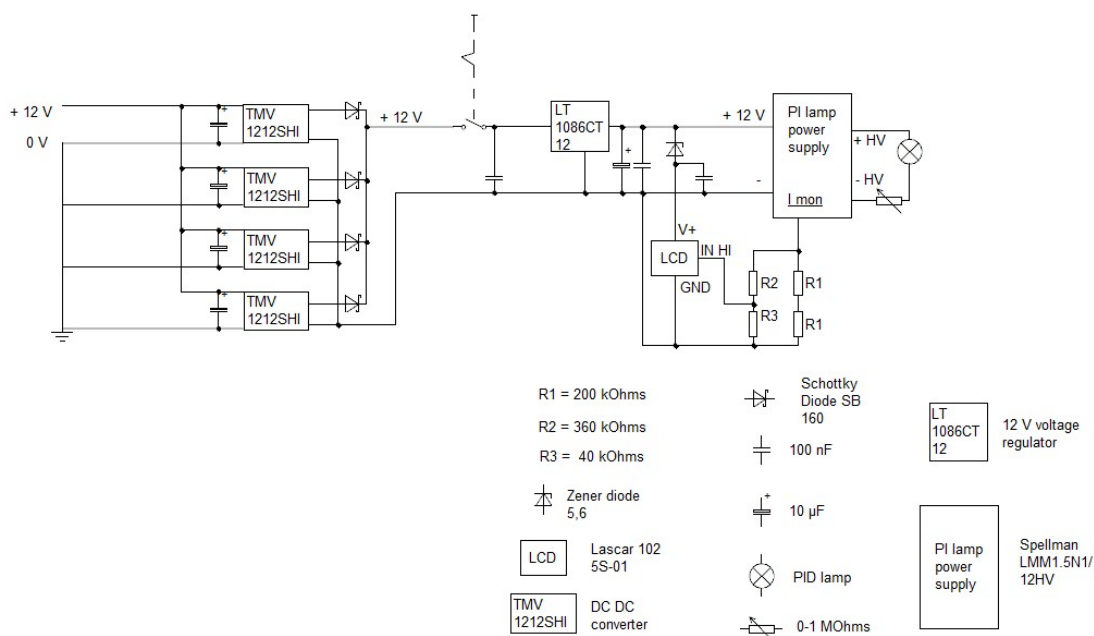 + 12 V
0 V
TMV
1212SHI
+
TMV
1212SHI
+
TMV
1212SHI
+
TMV
1212SHI
+
+ 12 V
LT
1086CT
12
+
+ 12 V
-
PI lamp
power
supply
I mon
+ HV
- HV
V+
LCD
IN HI
GND
R2
R1
R3
R1
R1 = 200 kOhms
R2 = 360 kOhms
R3 = 40 kOhms
Zener diode
5,6
LCD
Lascar 102
5S-01
TMV
1212SHI
DC DC
converter
Schottky
Diode SB
160
100 nF
+
10 µF
PID lamp
0-1 MOhms
LT
1086CT
12
12 V voltage
regulator
PI lamp
power
supply
Spellman
LMM1.5N1/
12HV